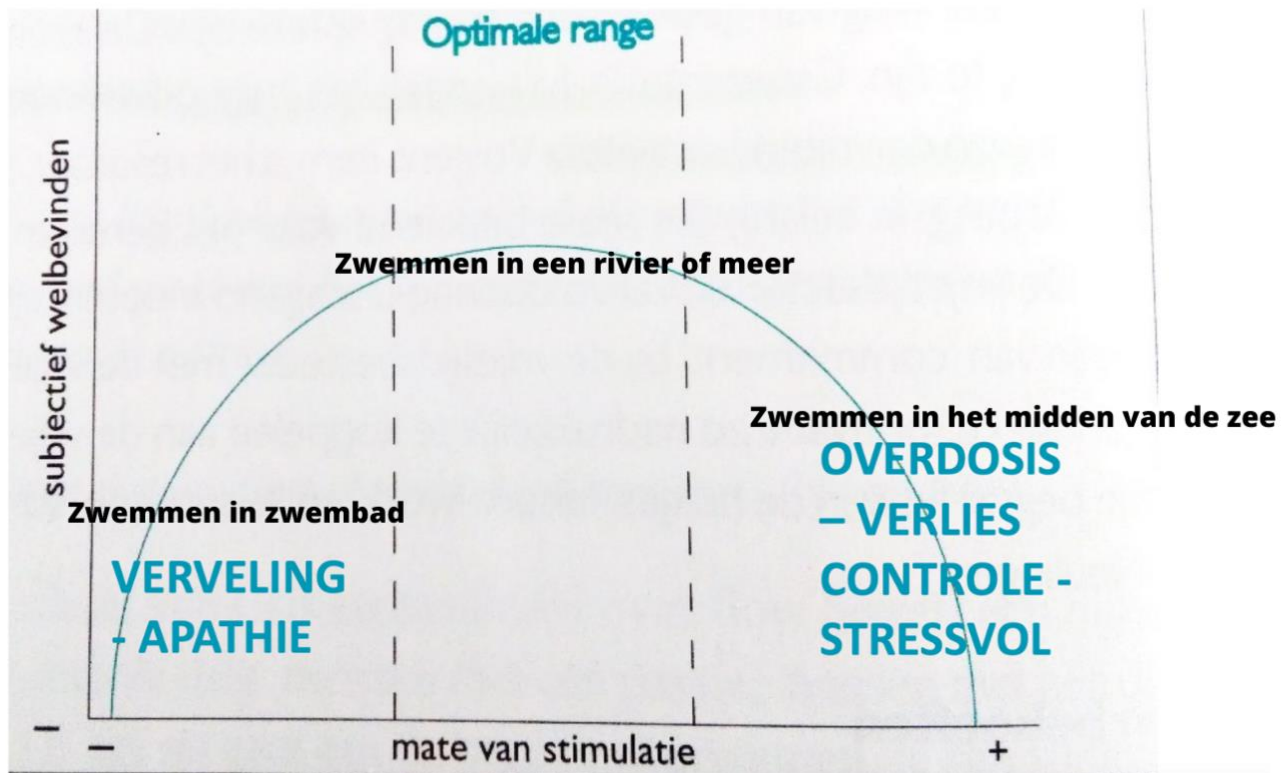 Optimale range
subjectief welbevinden
Zwemmen in een rivier of meer
Zwemmen in het midden van de zee
OVERDOSIS
– VERLIES
CONTROLE -
STRESSVOL
Zwemmen in zwembad
VERVELING
- APATHIE
–
– mate van stimulatie +